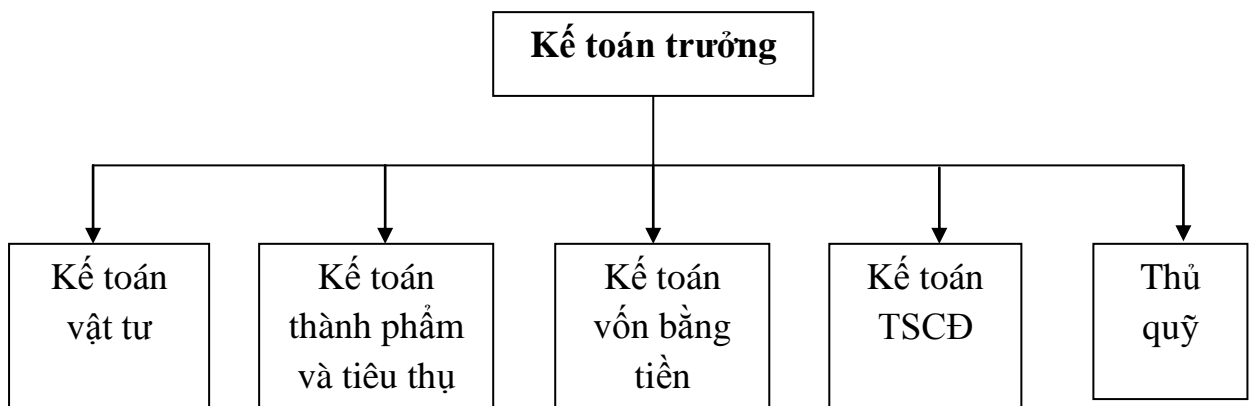 Kế toán trưởng
Kế toán
vật tư
Kế toán
thành phẩm
và tiêu thụ
Kế toán
vốn bằng
tiền
Kế toán
TSCĐ
Thủ
quỹ